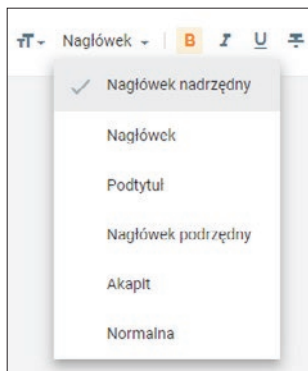 Nagłówek B I U
Nagłówek nadrzędny
Nagłówek
Podtytuł
Nagłówek podrzędny
Akapit
Normalna